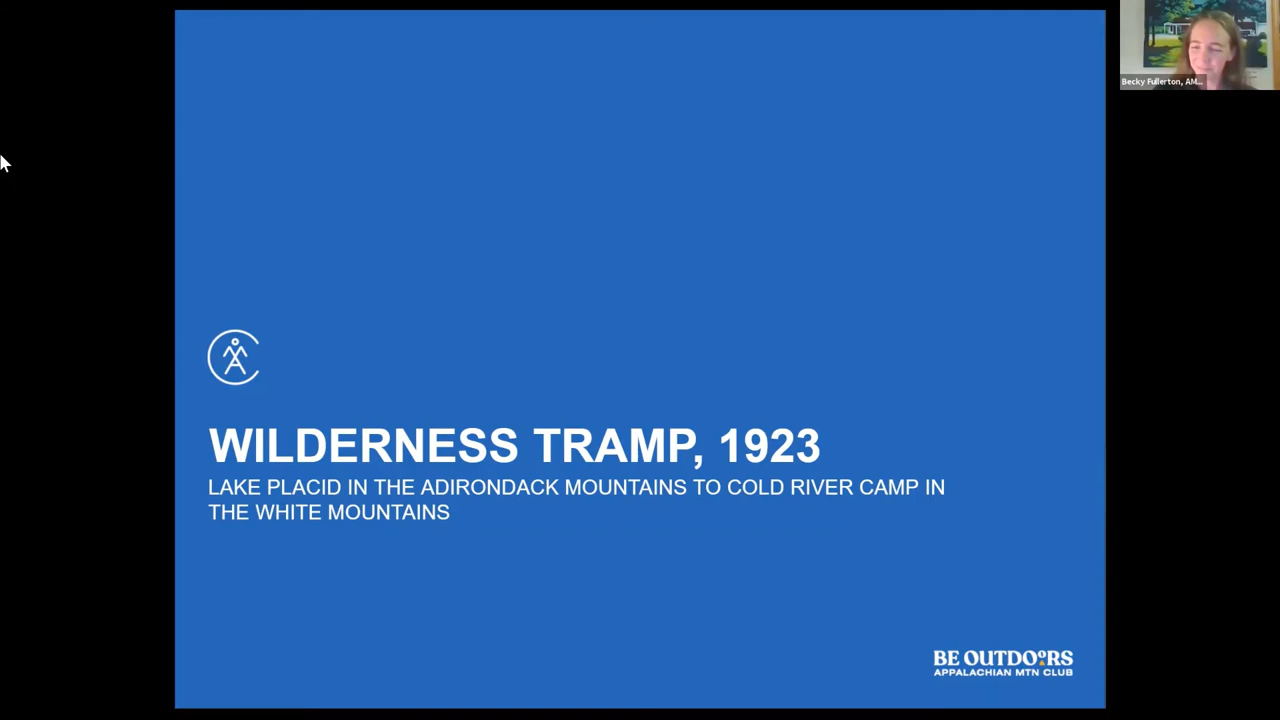 Becky Fullerton, AM...
WILDERNESS TRAMP, 1923
LAKE PLACID IN THE ADIRONDACK MOUNTAINS TO COLD RIVER CAMP IN
THE WHITE MOUNTAINS
BE OUTDOORS
APPALACHIAN MTN CLUB